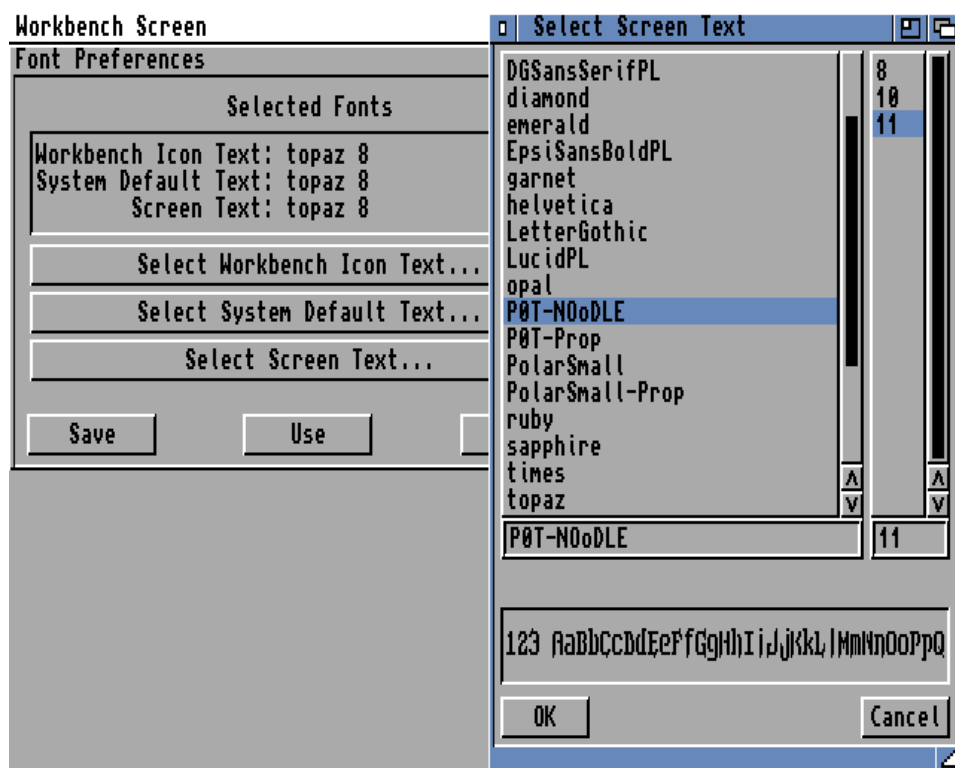 Workbench Screen
Font Preferences
Selected Fonts
Workbench Icon Text: topaz 8
System Default Text: topaz 8
Screen Text: topaz 8
Select Workbench Icon Text...
Select System Default Text...
Select Screen Text...
Save
Use
Select Screen Text
DGSansSerifPL
diamond
emerald
EpsiSansBoldPL
garnet
helvetica
LetterGothic
LucidPL
opal
P0T-NOoDLE
P0T-Prop
PolarSmall
PolarSmall-Prop
ruby
sapphire
times
topaz
8
10
11
P0T-NOoDLE
11
123 AaBbCcDdEeFfGgHhIiJjKkLlMmNnOoPpQ
OK
Cancel